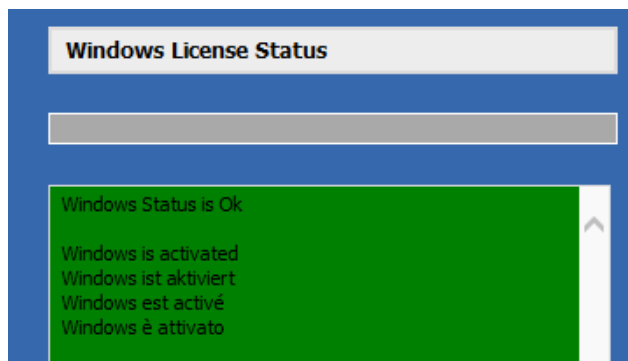 Windows License Status
Windows Status is Ok
Windows is activated
Windows ist aktiviert
Windows est activé
Windows è attivato